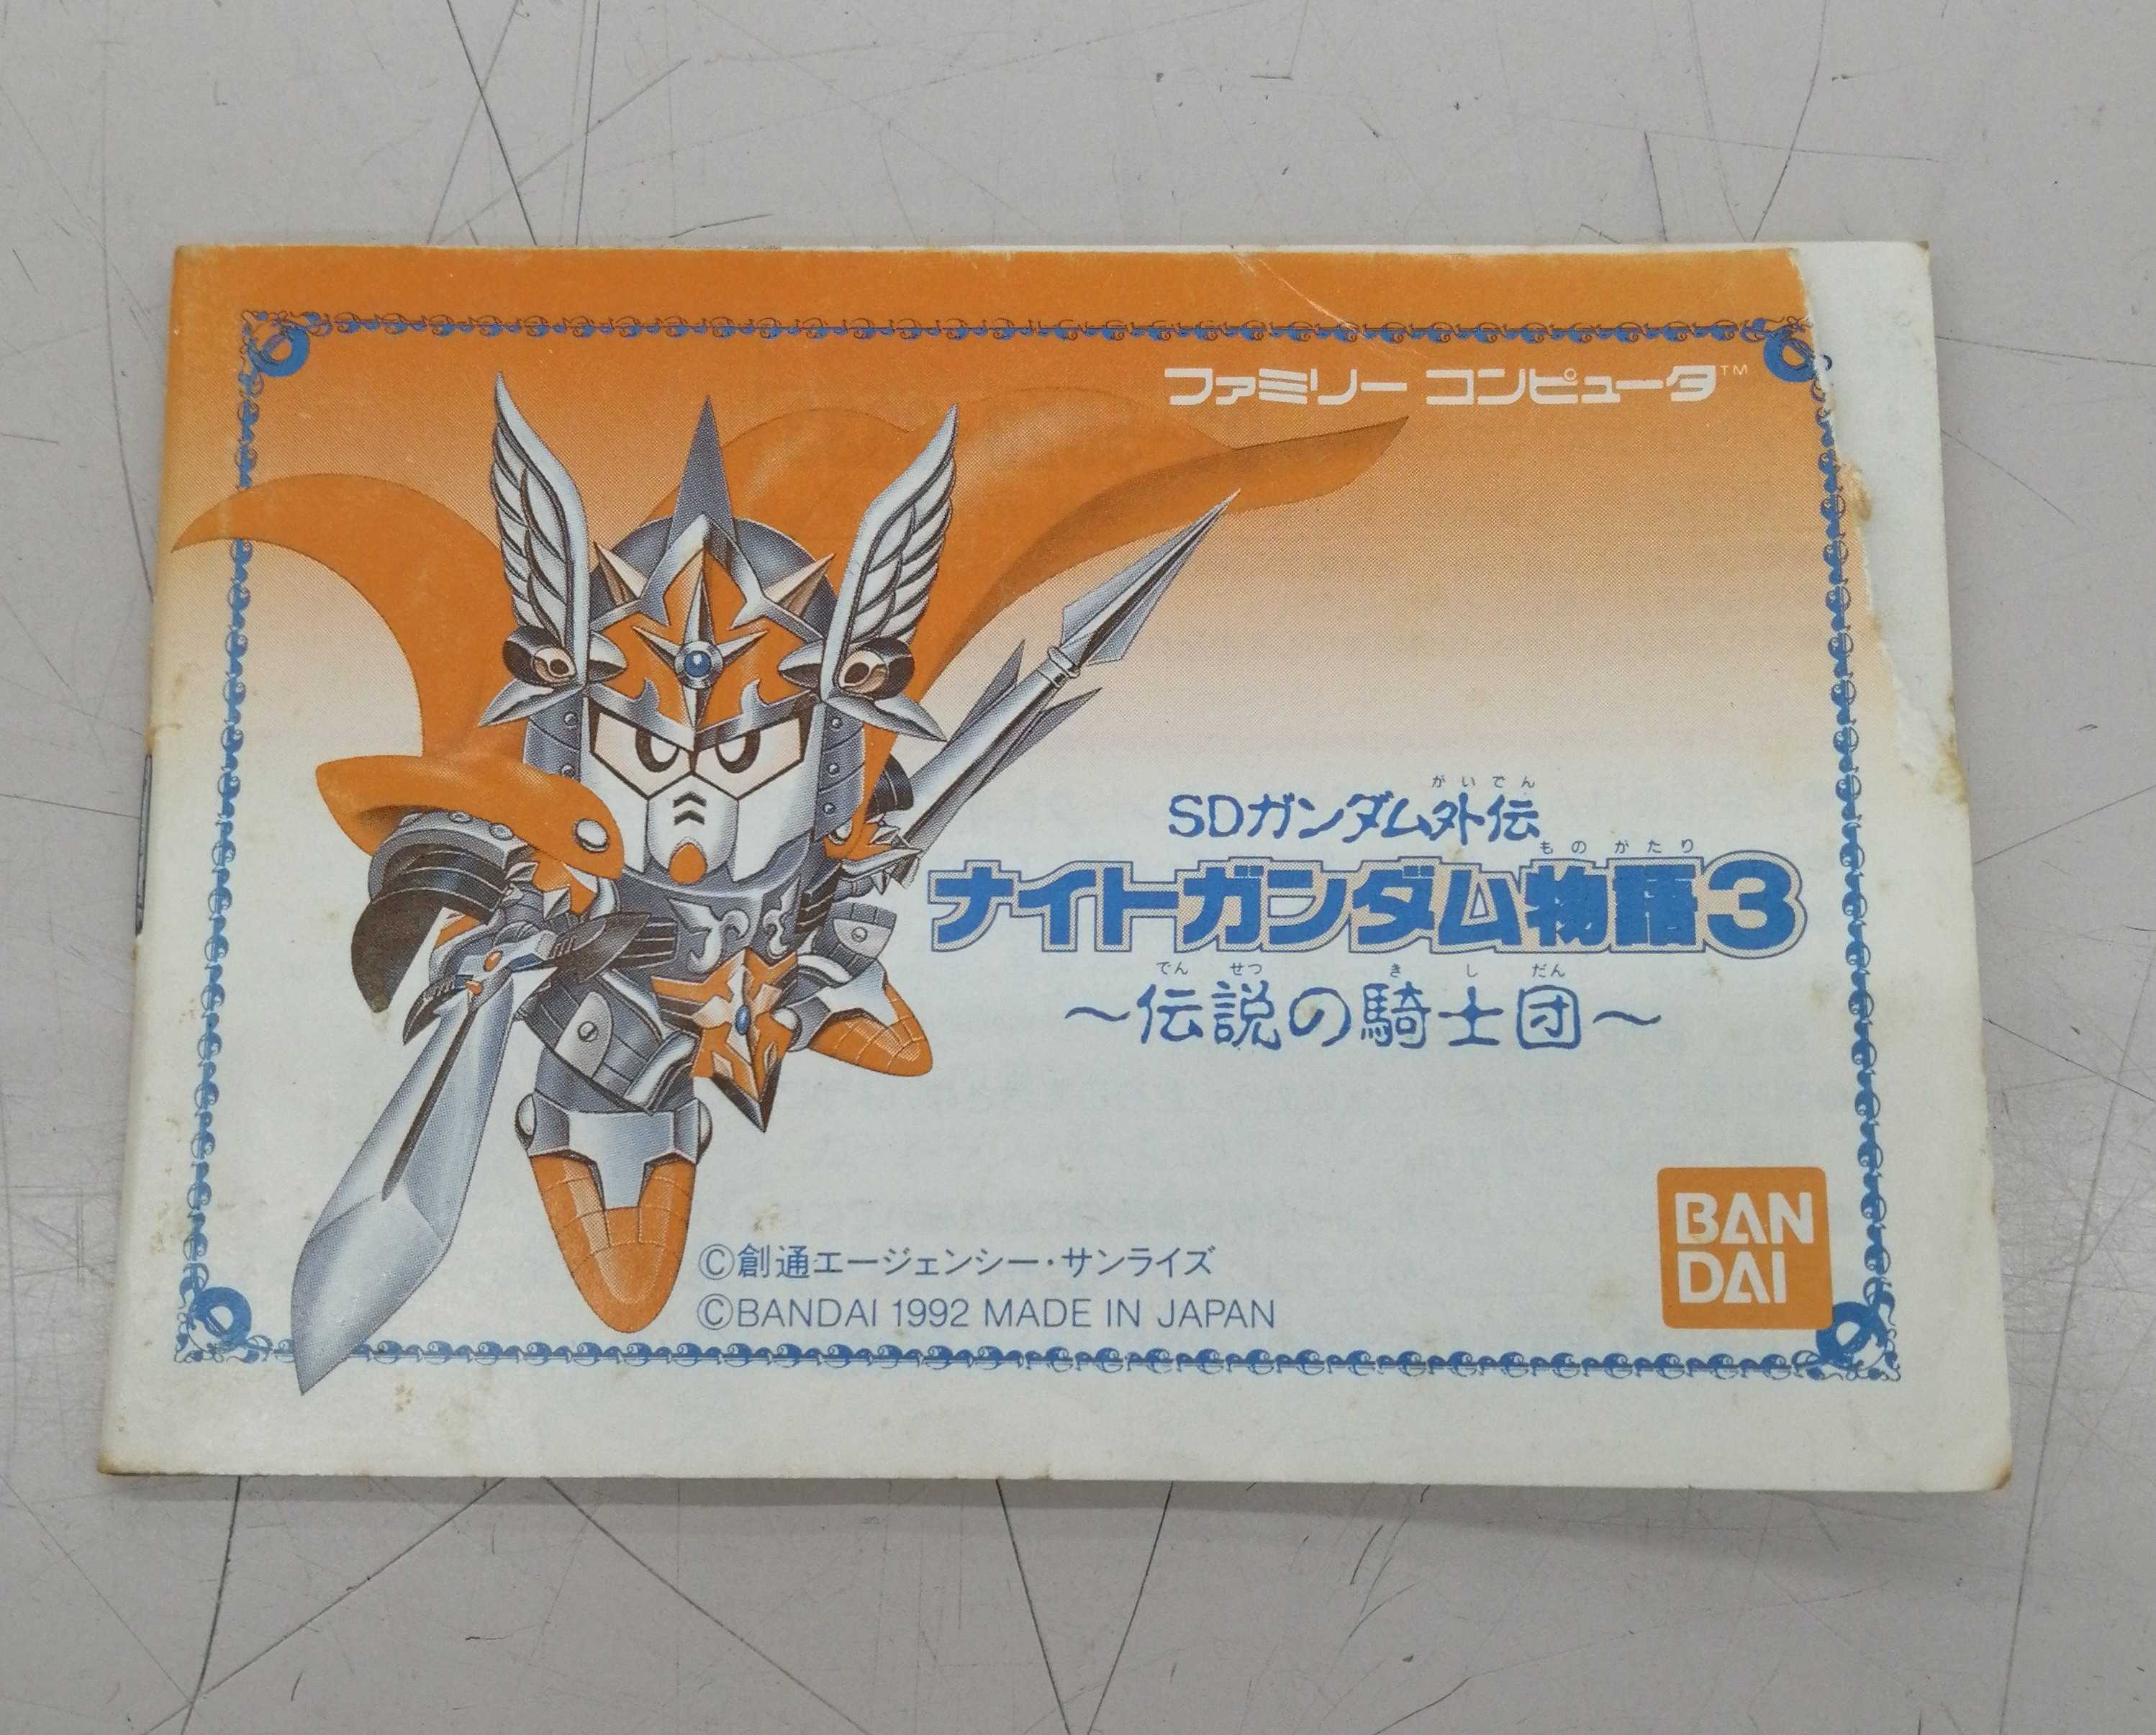 ファミリー コンピュータ™
がいでん
SDガンダム外伝
ものがたり
ナイトガンダム物語3
でんせつ きしだん
～伝説の騎士団～
BAN
DAI
©創通エージェンシー・サンライズ
©BANDAI 1992 MADE IN JAPAN